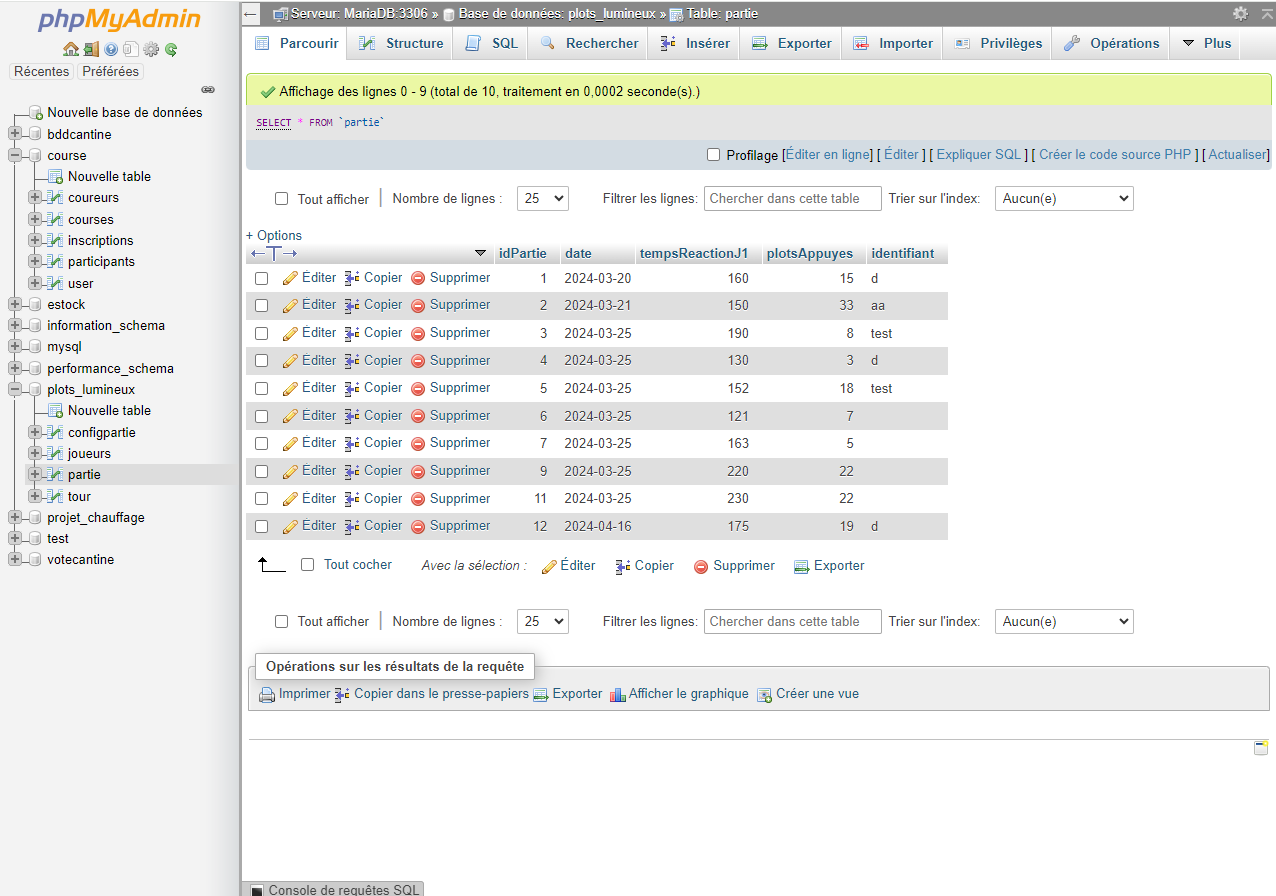 phpMyAdmin
Récentes Préférées
Nouvelle base de données
bddcantine
course
Nouvelle table
coureurs
courses
inscriptions
participants
user
estock
information_schema
mysql
performance_schema
plots_lumineux
Nouvelle table
configpartie
joueurs
partie
tour
projet_chauffage
test
votecantine
Serveur: MariaDB:3306 » Base de données: plots_lumineux » Table: partie
Parcourir Structure SQL Rechercher Insérer Exporter Importer Privilèges Opérations Plus
Affichage des lignes 0 - 9 (total de 10, traitement en 0,0002 seconde(s).)
SELECT * FROM `partie`
Profilage [Éditer en ligne] [ Éditer ] [ Expliquer SQL ] [ Créer le code source PHP ] [ Actualiser]
Tout afficher Nombre de lignes : 25 Filtrer les lignes: Chercher dans cette table Trier sur l'index: Aucun(e)
+ Options
idPartie date tempsReactionJ1 plotsAppuyes identifiant
Éditer Copier Supprimer 1 2024-03-20 160 15 d
Éditer Copier Supprimer 2 2024-03-21 150 33 aa
Éditer Copier Supprimer 3 2024-03-25 190 8 test
Éditer Copier Supprimer 4 2024-03-25 130 3 d
Éditer Copier Supprimer 5 2024-03-25 152 18 test
Éditer Copier Supprimer 6 2024-03-25 121 7
Éditer Copier Supprimer 7 2024-03-25 163 5
Éditer Copier Supprimer 9 2024-03-25 220 22
Éditer Copier Supprimer 11 2024-03-25 230 22
Éditer Copier Supprimer 12 2024-04-16 175 19 d
Tout cocher Avec la sélection : Éditer Copier Supprimer Exporter
Tout afficher Nombre de lignes : 25 Filtrer les lignes: Chercher dans cette table Trier sur l'index: Aucun(e)
Opérations sur les résultats de la requête
Imprimer Copier dans le presse-papiers Exporter Afficher le graphique Créer une vue
Console de requêtes SQL